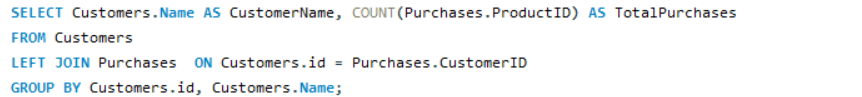 SELECT Customers.Name AS CustomerName, COUNT(Purchases.ProductID) AS TotalPurchases
FROM Customers
LEFT JOIN Purchases  ON Customers.id = Purchases.CustomerID
GROUP BY Customers.id, Customers.Name;